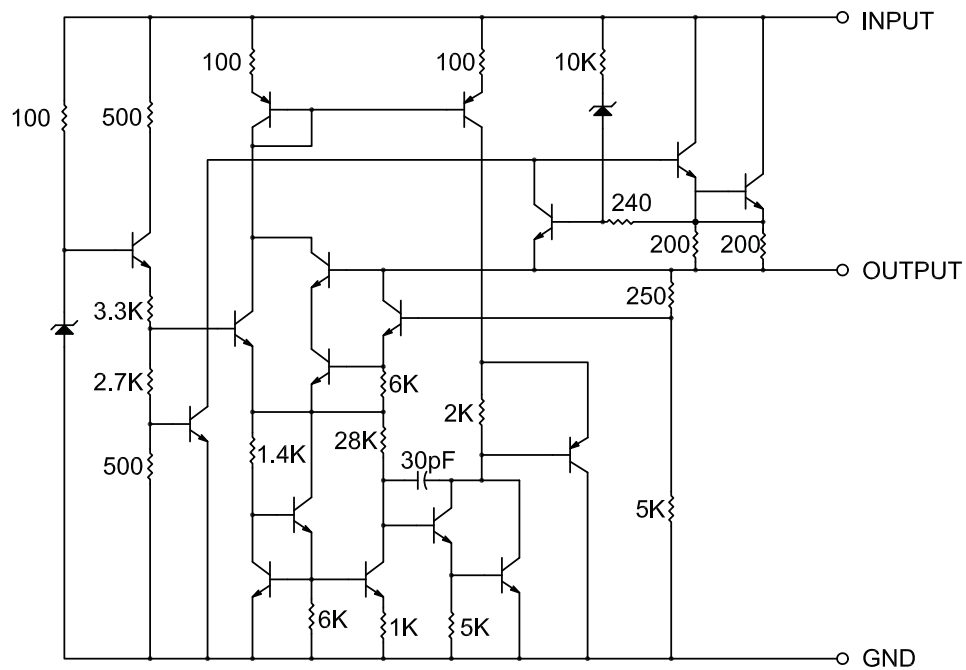 INPUT
100
100
10K
100
500
240
200
200
OUTPUT
250
3.3K
2.7K
6K
2K
28K
1.4K
30pF
500
5K
6K
1K
5K
GND